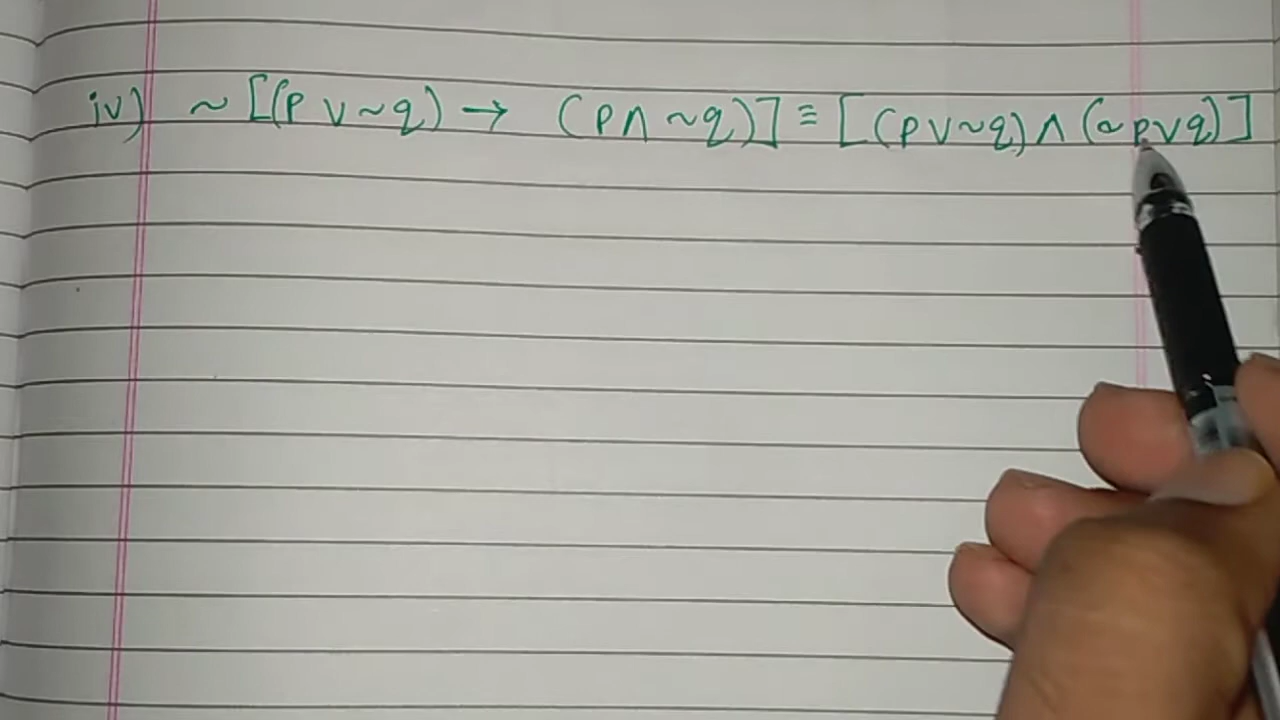 iv) ~ [(p ∨ ~q) → (p ∧ ~q)] ≡ [(p ∨ ~q) ∧ (~p ∨ q)]